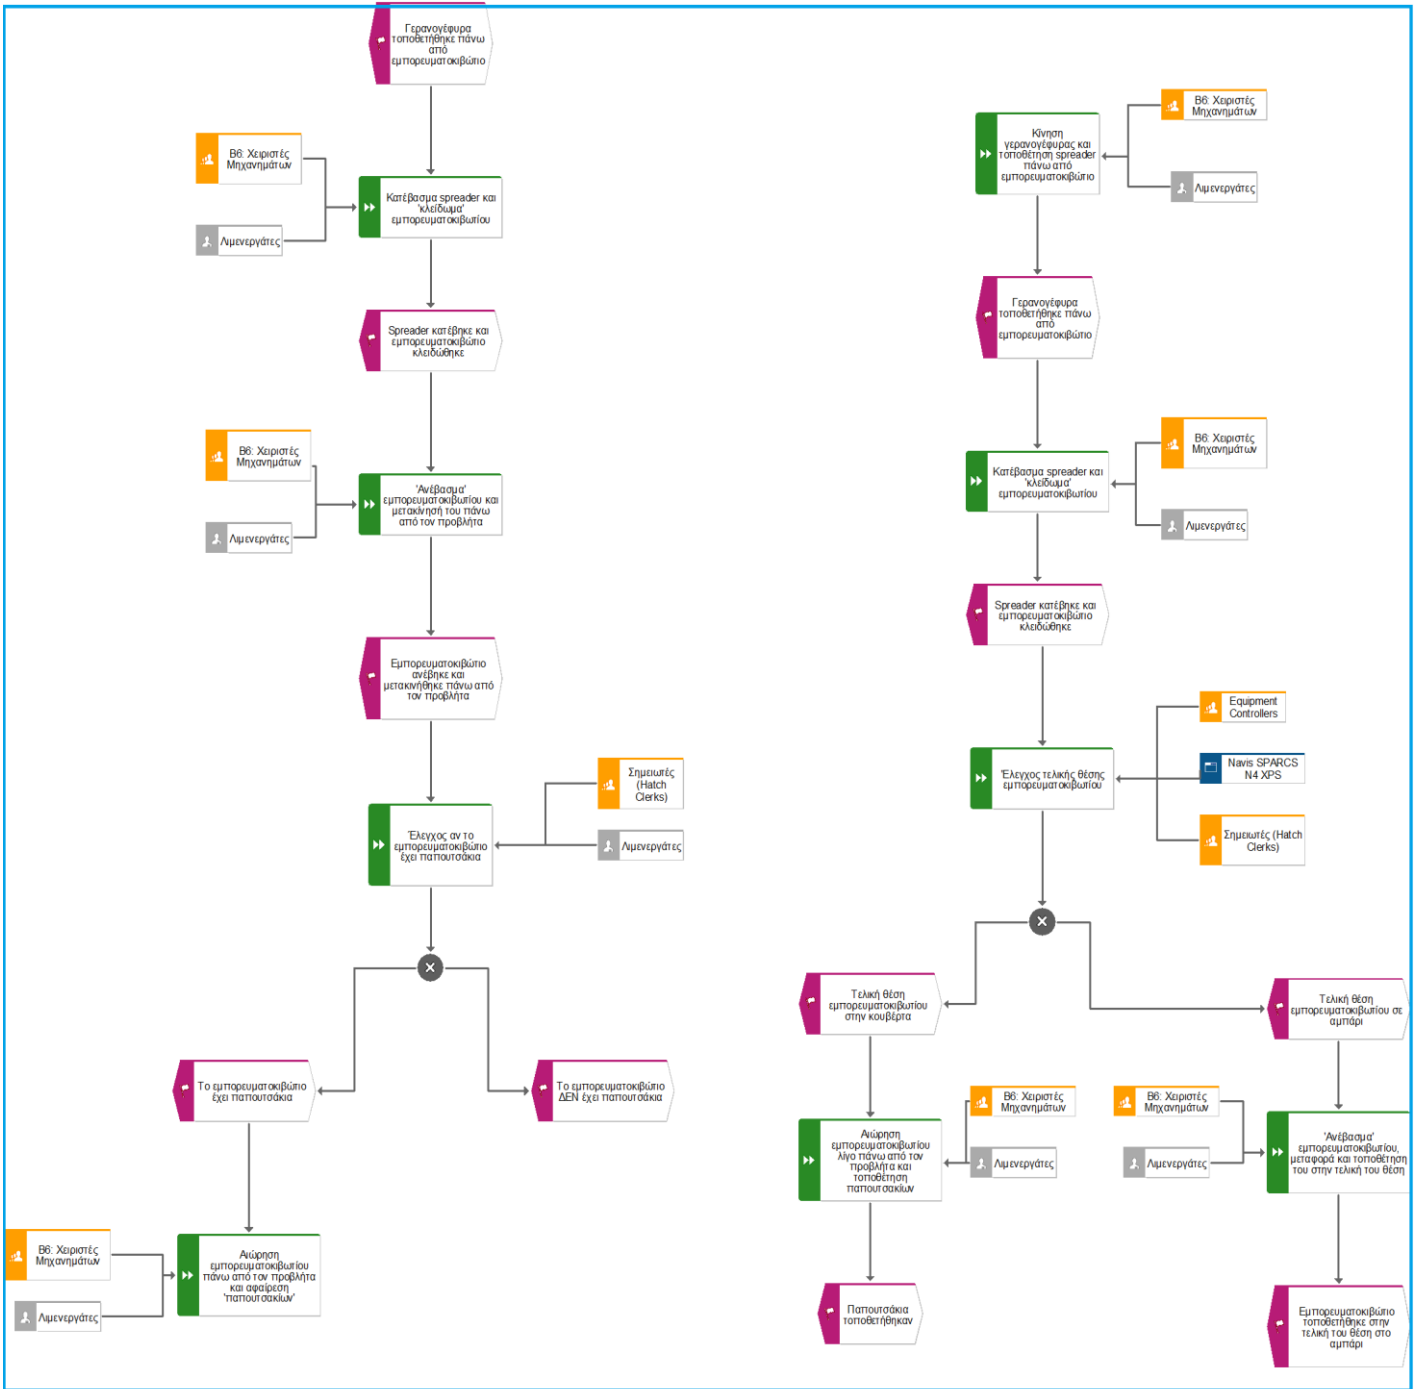 Γερανογέφυρα
τοποθετήθηκε πάνω
από
εμπορευματοκιβώτιο
B6: Χειριστές
Μηχανημάτων
Λιμενεργάτες
Κατέβασμα spreader και
'κλείδωμα'
εμπορευματοκιβωτίου
Spreader κατέβηκε και
εμπορευματοκιβώτιο
κλειδώθηκε
B6: Χειριστές
Μηχανημάτων
Λιμενεργάτες
'Ανέβασμα'
εμπορευματοκιβωτίου και
μετακίνησή του πάνω
από τον προβλήτα
Εμπορευματοκιβώτιο
ανέβηκε και
μετακινήθηκε πάνω από
τον προβλήτα
Σημειωτές
(Hatch
Clerks)
Λιμενεργάτες
Έλεγχος αν το
εμπορευματοκιβώτιο
έχει παπουτσάκια
Το εμπορευματοκιβώτιο
έχει παπουτσάκια
Το εμπορευματοκιβώτιο
ΔΕΝ έχει παπουτσάκια
B6: Χειριστές
Μηχανημάτων
Λιμενεργάτες
Αιώρηση
εμπορευματοκιβωτίου
πάνω από τον προβλήτα
και αφαίρεση
'παπουτσακίων'
B6: Χειριστές
Μηχανημάτων
Λιμενεργάτες
Κίνηση
γερανογέφυρας και
τοποθέτηση spreader
πάνω από
εμπορευματοκιβώτιο
Γερανογέφυρα
τοποθετήθηκε πάνω
από
εμπορευματοκιβώτιο
B6: Χειριστές
Μηχανημάτων
Λιμενεργάτες
Κατέβασμα spreader και
'κλείδωμα'
εμπορευματοκιβωτίου
Spreader κατέβηκε και
εμπορευματοκιβώτιο
κλειδώθηκε
Equipment
Controllers
Navis SPARCS
N4 XPS
Σημειωτές (Hatch
Clerks)
Έλεγχος τελικής θέσης
εμπορευματοκιβωτίου
Τελική θέση
εμπορευματοκιβωτίου
στην κουβέρτα
Τελική θέση
εμπορευματοκιβωτίου σε
αμπάρι
B6: Χειριστές
Μηχανημάτων
Λιμενεργάτες
Αιώρηση
εμπορευματοκιβωτίου
λίγο πάνω από τον
προβλήτα και
τοποθέτηση
παπουτσακίων
B6: Χειριστές
Μηχανημάτων
Λιμενεργάτες
'Ανέβασμα'
εμπορευματοκιβωτίου,
μεταφορά και τοποθέτηση
του στην τελική του θέση
Παπουτσάκια
τοποθετήθηκαν
Εμπορευματοκιβώτιο
τοποθετήθηκε στην
τελική του θέση στο
αμπάρι